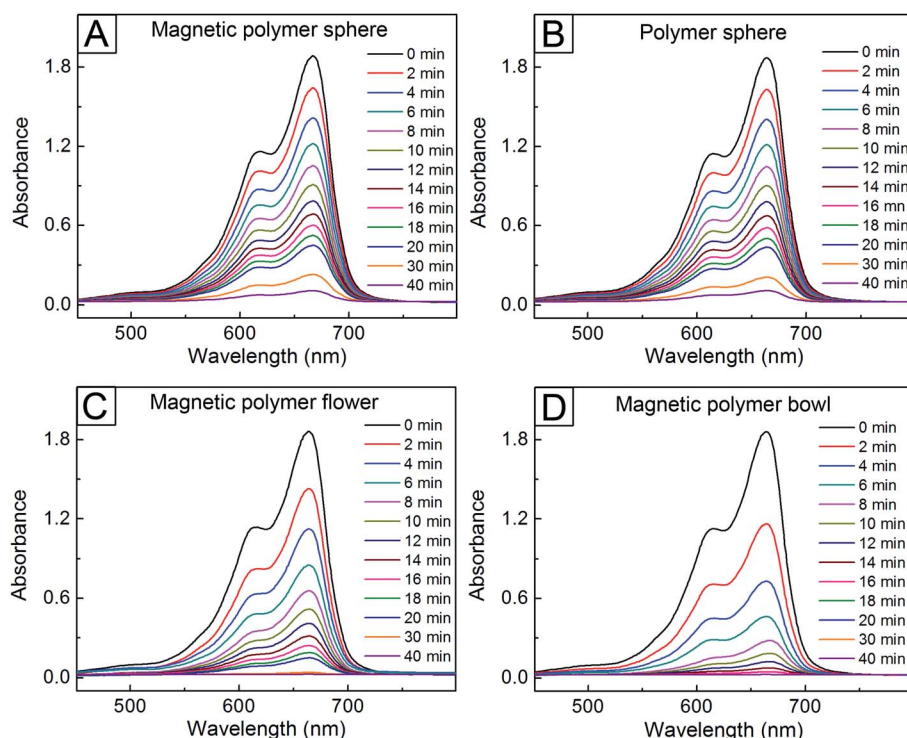 A
Magnetic polymer sphere
0 min
2 min
4 min
6 min
8 min
10 min
12 min
14 min
16 min
18 min
20 min
30 min
40 min
1.8
1.2
0.6
0.0
Absorbance
500 600 700
Wavelength (nm)
B
Polymer sphere
0 min
2 min
4 min
6 min
8 min
10 min
12 min
14 min
16 mn
18 min
20 min
30 min
40 min
1.8
1.2
0.6
0.0
Absorbance
500 600 700
Wavelength (nm)
C
Magnetic polymer flower
0 min
2 min
4 min
6 min
8 min
10 min
12 min
14 min
16 min
18 min
20 min
30 min
40 min
1.8
1.2
0.6
0.0
Absorbance
500 600 700
Wavelength (nm)
D
Magnetic polymer bowl
0 min
2 min
4 min
6 min
8 min
10 min
12 min
14 min
16 min
18 min
20 min
30 min
40 min
1.8
1.2
0.6
0.0
Absorbance
500 600 700
Wavelength (nm)